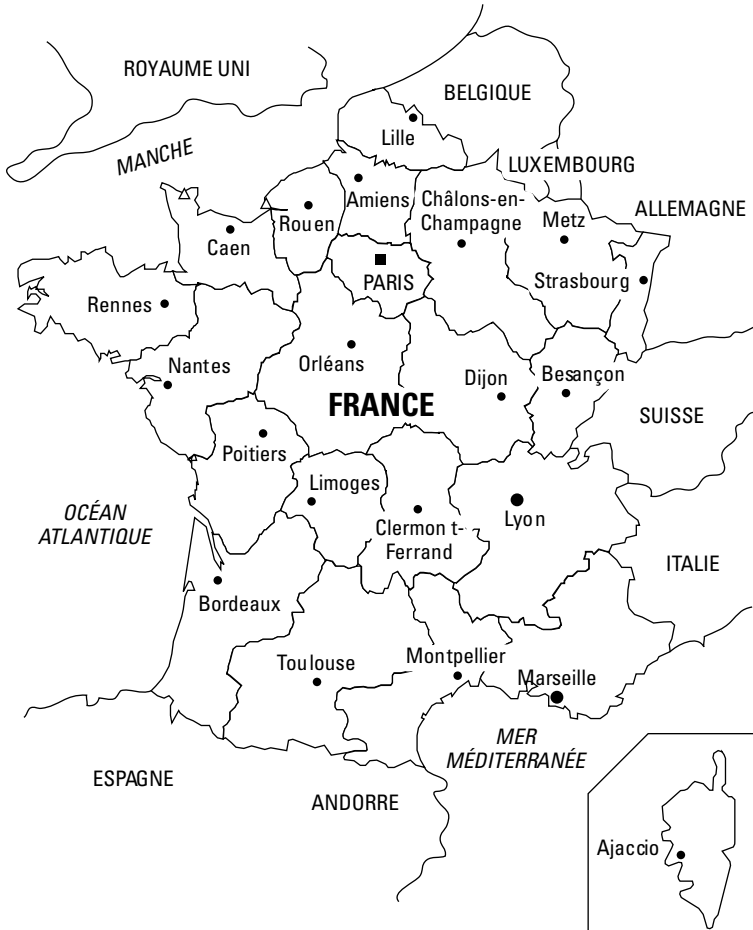 ROYAUME UNI
BELGIQUE
Lille
MANCHE
LUXEMBOURG
Amiens
Châlons-en-
Champagne
Rouen
Metz
ALLEMAGNE
Caen
PARIS
Strasbourg
Rennes
Nantes
Orléans
Dijon
Besançon
FRANCE
SUISSE
Poitiers
Limoges
OCÉAN
ATLANTIQUE
Clermon t-
Ferrand
Lyon
ITALIE
Bordeaux
Toulouse
Montpellier
Marseille
MER
MÉDITERRANÉE
ESPAGNE
ANDORRE
Ajaccio